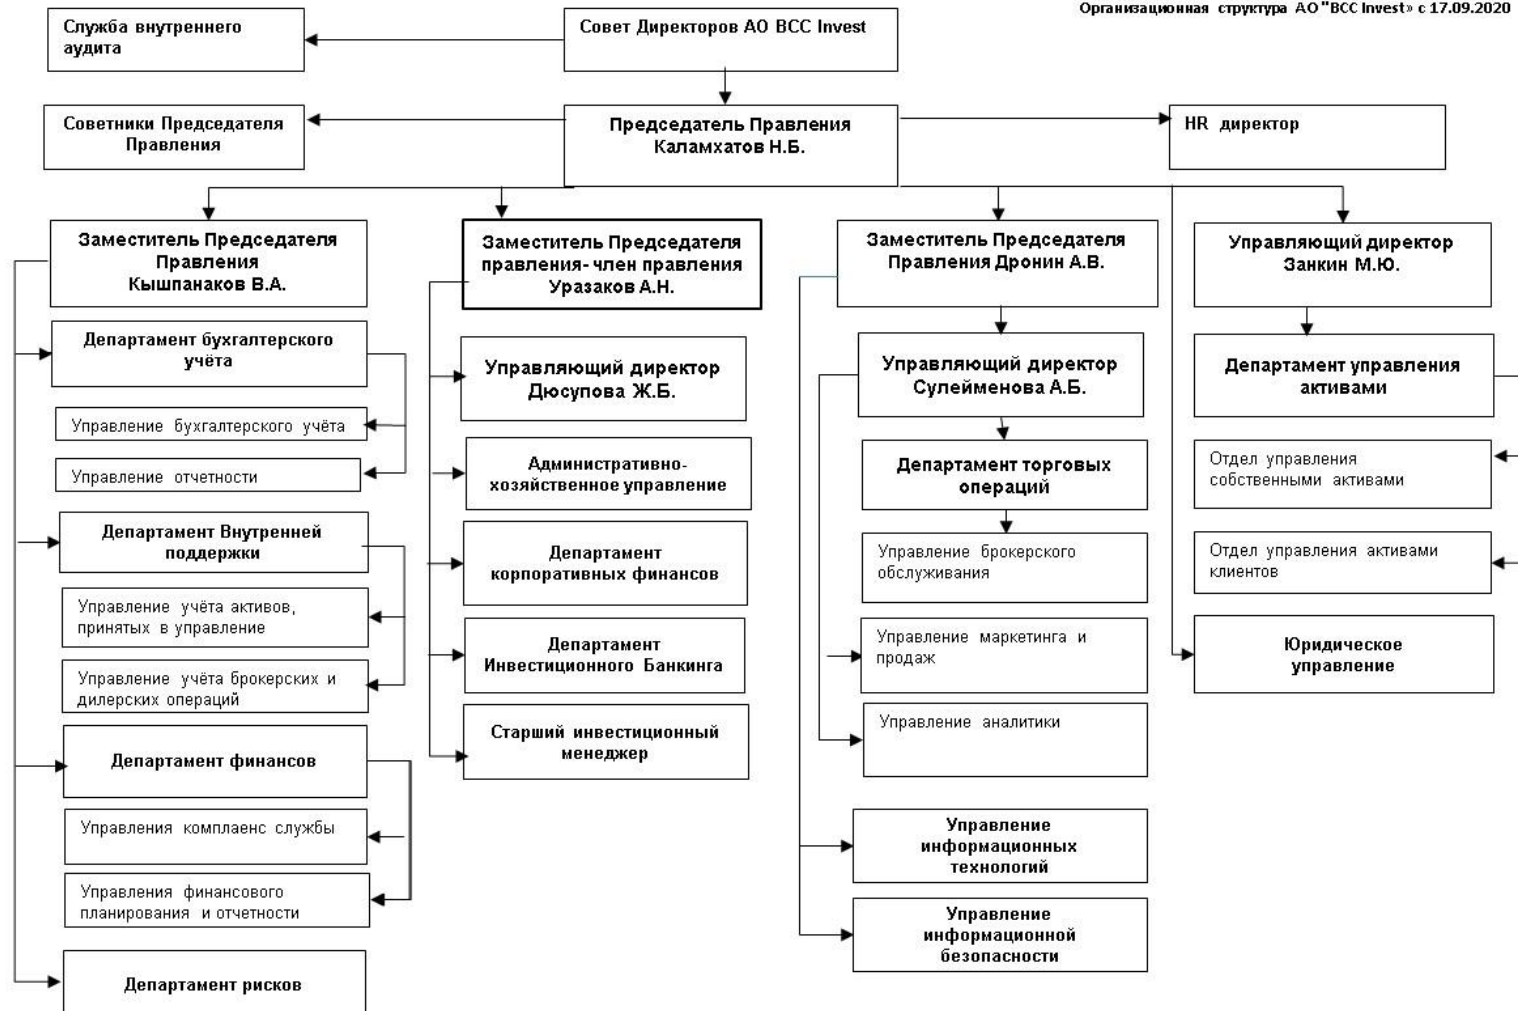 Организационная структура АО "BCC Invest» с 17.09.2020
Служба внутреннего
аудита
Совет Директоров АО BCC Invest
Советники Председателя
Правления
Председатель Правления
Каламхатов Н.Б.
HR директор
Заместитель Председателя
Правления
Кышпанаков В.А.
Департамент бухгалтерского
учёта
Управление бухгалтерского учёта
Управление отчетности
Департамент Внутренней
поддержки
Управление учёта активов,
принятых в управление
Управление учёта брокерских и
дилерских операций
Департамент финансов
Управления комплаенс службы
Управления финансового
планирования и отчетности
Департамент рисков
Заместитель Председателя
правления- член правления
Уразаков А.Н.
Управляющий директор
Дюсупова Ж.Б.
Административно-
хозяйственное управление
Департамент
корпоративных финансов
Департамент
Инвестиционного Банкинга
Старший инвестиционный
менеджер
Заместитель Председателя
Правления Дронин А.В.
Управляющий директор
Сулейменова А.Б.
Департамент торговых
операций
Управление брокерского
обслуживания
Управление маркетинга и
продаж
Управление аналитики
Управление
информационных
технологий
Управление
информационной
безопасности
Управляющий директор
Занкин М.Ю.
Департамент управления
активами
Отдел управления
собственными активами
Отдел управления активами
клиентов
Юридическое
управление